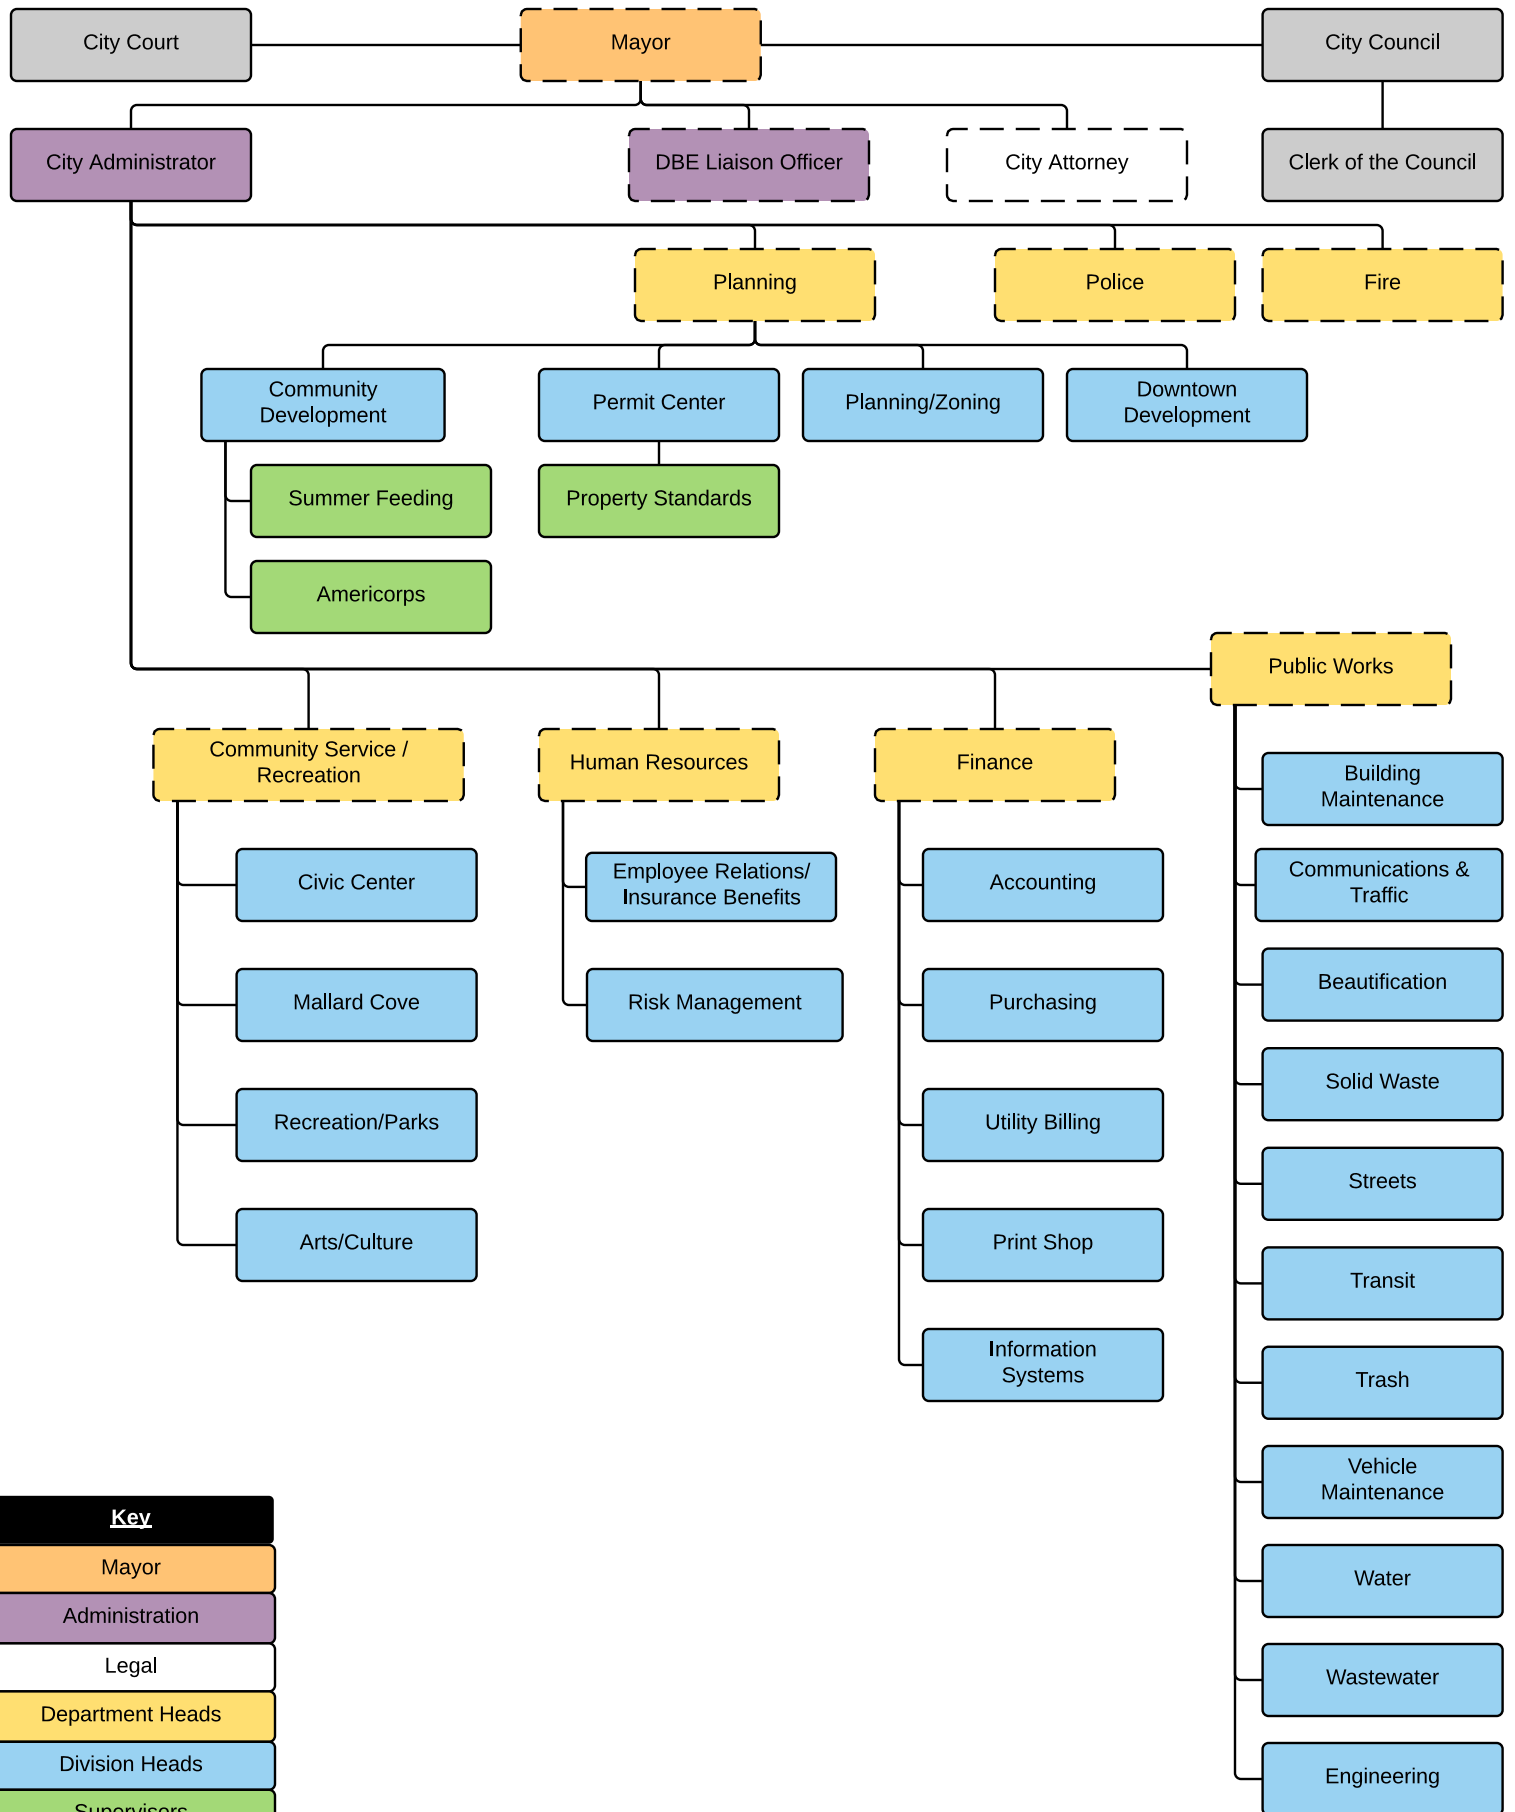 City Court
Mayor
City Council
City Administrator
DBE Liaison Officer
City Attorney
Clerk of the Council
Planning
Police
Fire
Community
Development
Permit Center
Planning/Zoning
Downtown
Development
Summer Feeding
Property Standards
Americorps
Public Works
Community Service /
Recreation
Human Resources
Finance
Building
Maintenance
Civic Center
Employee Relations/
Insurance Benefits
Accounting
Communications &
Traffic
Mallard Cove
Risk Management
Purchasing
Beautification
Solid Waste
Recreation/Parks
Utility Billing
Streets
Arts/Culture
Print Shop
Transit
Information
Systems
Trash
Vehicle
Maintenance
Water
Wastewater
Engineering
Key
Mayor
Administration
Legal
Department Heads
Division Heads
Supervisors